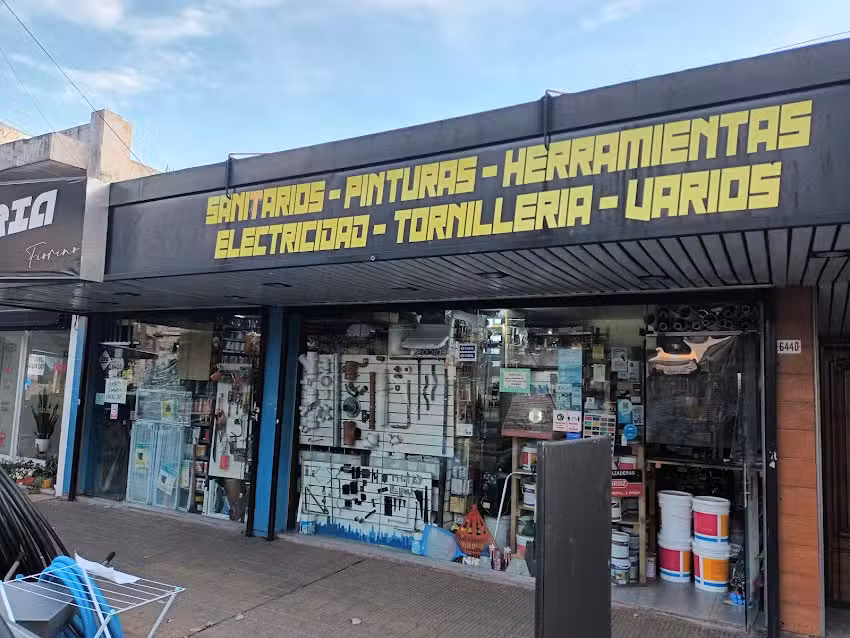 SANITARIOS - PINTURAS - HERRAMIENTAS
ELECTRICIDAD - TORNILLERIA - VARIOS
RIA
Fiorino
6440